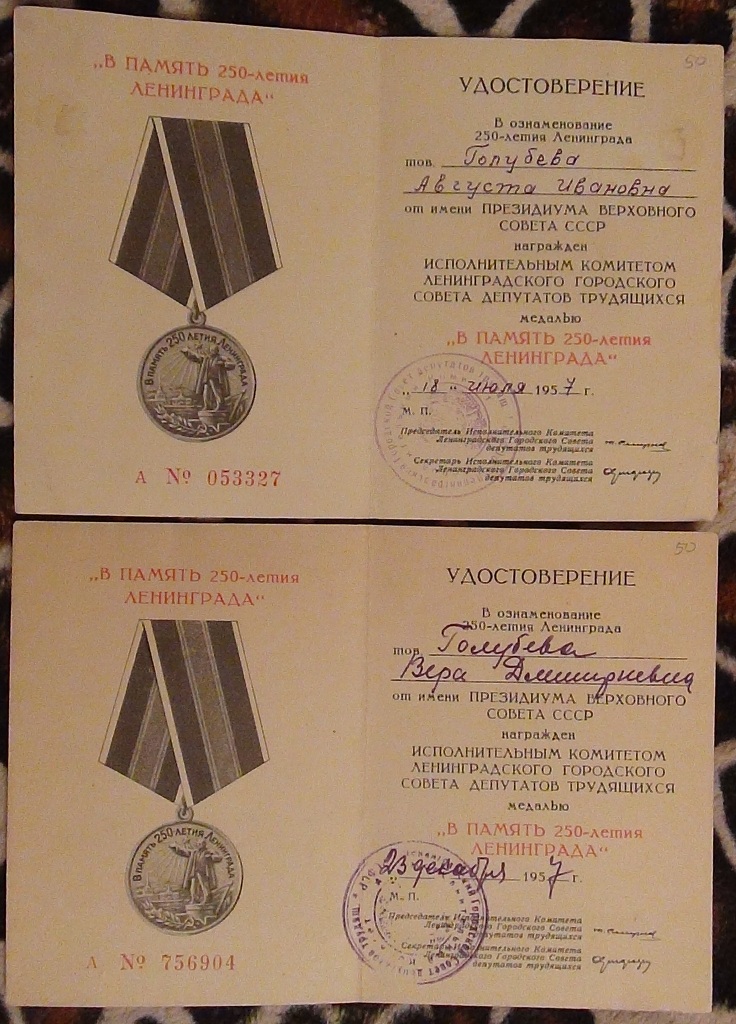 „В ПАМЯТЬ 250-летия
ЛЕНИНГРАДА“
В ПАМЯТЬ 250 ЛЕТИЯ ЛЕНИНГРАДА
А № 053327
50
УДОСТОВЕРЕНИЕ
В ознаменование
250-летия Ленинграда
тов. Голубева
Августа Ивановна
от имени ПРЕЗИДИУМА ВЕРХОВНОГО
СОВЕТА СССР
награжден
ИСПОЛНИТЕЛЬНЫМ КОМИТЕТОМ
ЛЕНИНГРАДСКОГО ГОРОДСКОГО
СОВЕТА ДЕПУТАТОВ ТРУДЯЩИХСЯ
медалью
„В ПАМЯТЬ 250-летия
ЛЕНИНГРАДА“
„18„ июля 1957 г.
М. П.
Председатель Исполнительного Комитета
Ленинградского Городского Совета
депутатов трудящихся
Секретарь Исполнительного Комитета
Ленинградского Городского Совета
депутатов трудящихся
„В ПАМЯТЬ 250-летия
ЛЕНИНГРАДА“
В ПАМЯТЬ 250 ЛЕТИЯ ЛЕНИНГРАДА
А № 756904
50
УДОСТОВЕРЕНИЕ
В ознаменование
250-летия Ленинграда
тов. Голубева
Вера Дмитриевна
от имени ПРЕЗИДИУМА ВЕРХОВНОГО
СОВЕТА СССР
награжден
ИСПОЛНИТЕЛЬНЫМ КОМИТЕТОМ
ЛЕНИНГРАДСКОГО ГОРОДСКОГО
СОВЕТА ДЕПУТАТОВ ТРУДЯЩИХСЯ
медалью
„В ПАМЯТЬ 250-летия
ЛЕНИНГРАДА“
23 декабря 1957 г.
М. П.
Председатель Исполнительного Комитета
Ленинградского Городского Совета
депутатов трудящихся
Секретарь Исполнительного Комитета
Ленинградского Городского Совета
депутатов трудящихся